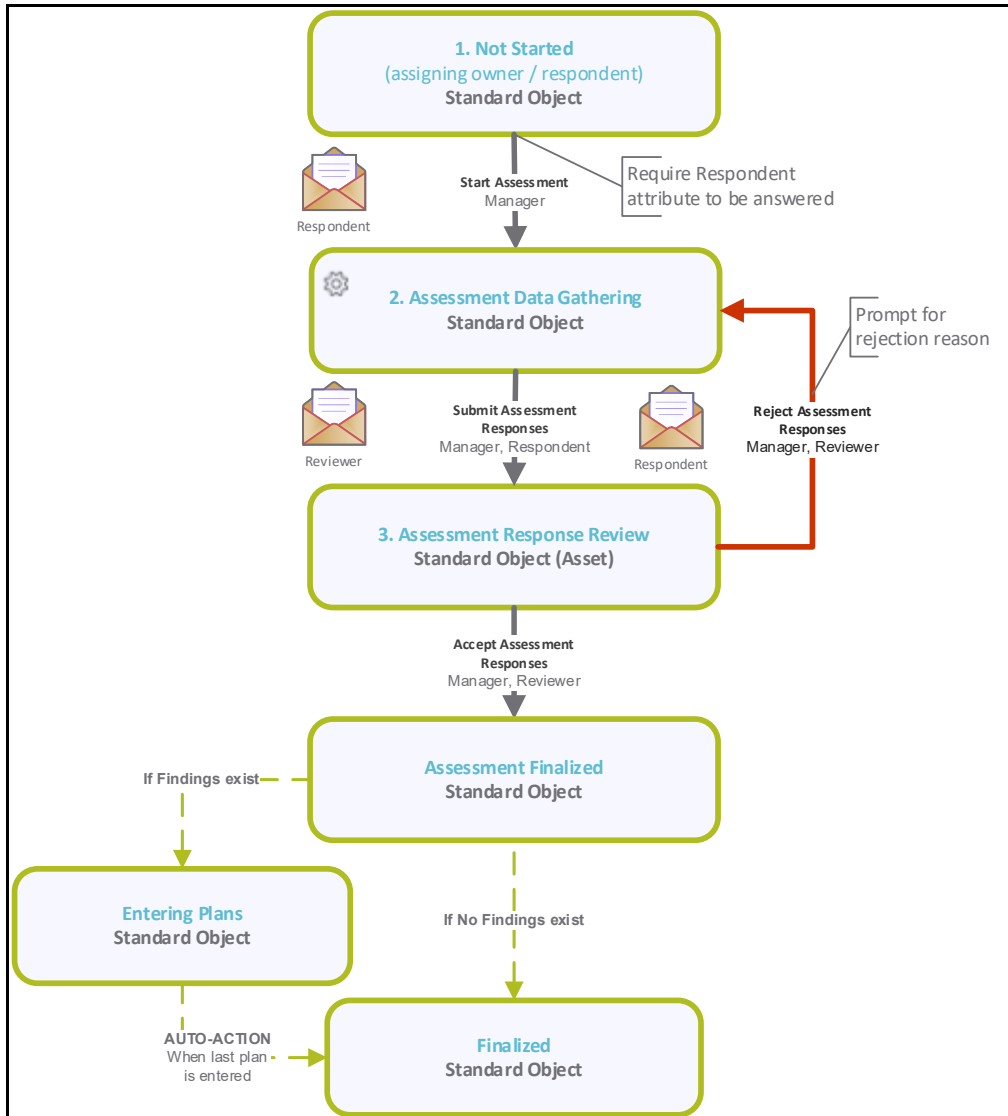 1. Not Started
(assigning owner / respondent)
Standard Object
Respondent
Start Assessment
Manager
Require Respondent
attribute to be answered
2. Assessment Data Gathering
Standard Object
Prompt for
rejection reason
Reviewer
Submit Assessment
Responses
Manager, Respondent
Respondent
Reject Assessment
Responses
Manager, Reviewer
3. Assessment Response Review
Standard Object (Asset)
Accept Assessment
Responses
Manager, Reviewer
Assessment Finalized
Standard Object
If Findings exist
Entering Plans
Standard Object
If No Findings exist
AUTO-ACTION
When last plan
is entered
Finalized
Standard Object